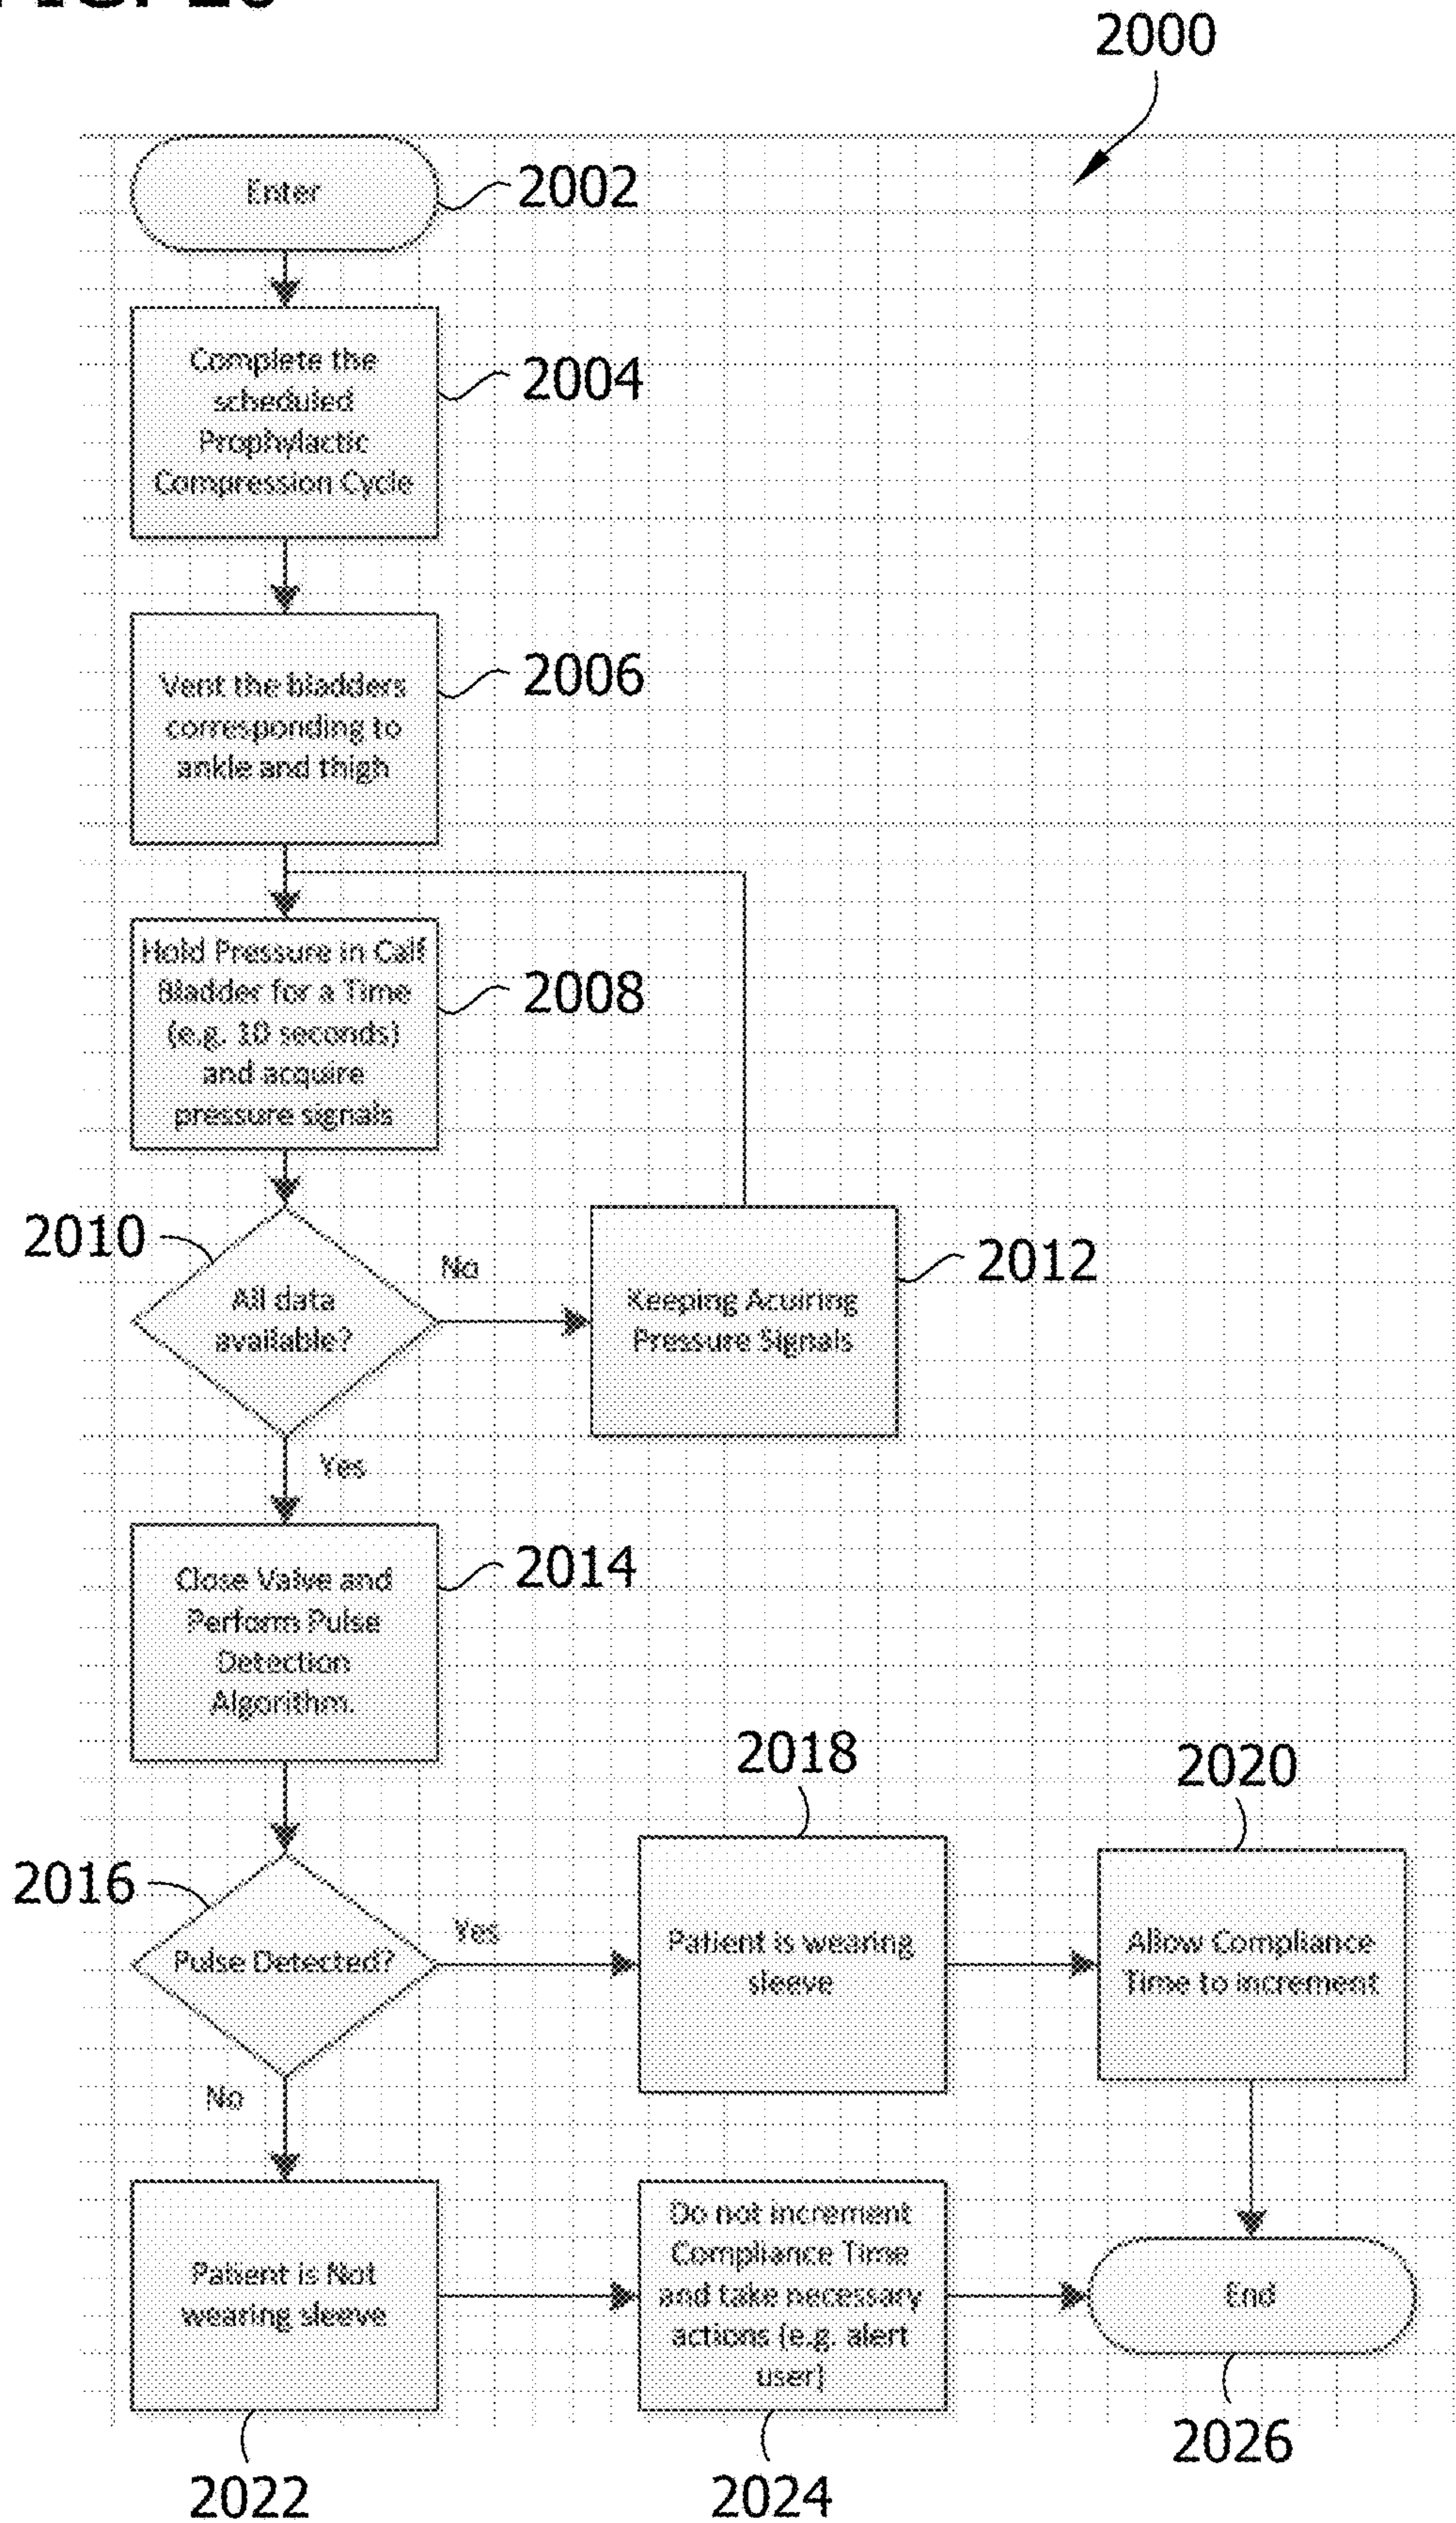 2000
Enter
2002
Complete the
scheduled
Prophylactic
Compression Cycle
2004
Vent the bladders
corresponding to
ankle and thigh
2006
Hold Pressure in Calf
Bladder for a Time
(e.g. 10 seconds)
and acquire
pressure signals
2008
2010
All data
available?
No
Keeping Acuiring
Pressure Signals
2012
Yes
Close Valve and
Perform Pulse
Detection
Algorithm.
2014
2016
Pulse Detected?
Yes
2018
Patient is wearing
sleeve
2020
Allow Compliance
Time to increment
No
Patient is Not
wearing sleeve
2022
Do not increment
Compliance Time
and take necessary
actions (e.g. alert
user)
2024
End
2026